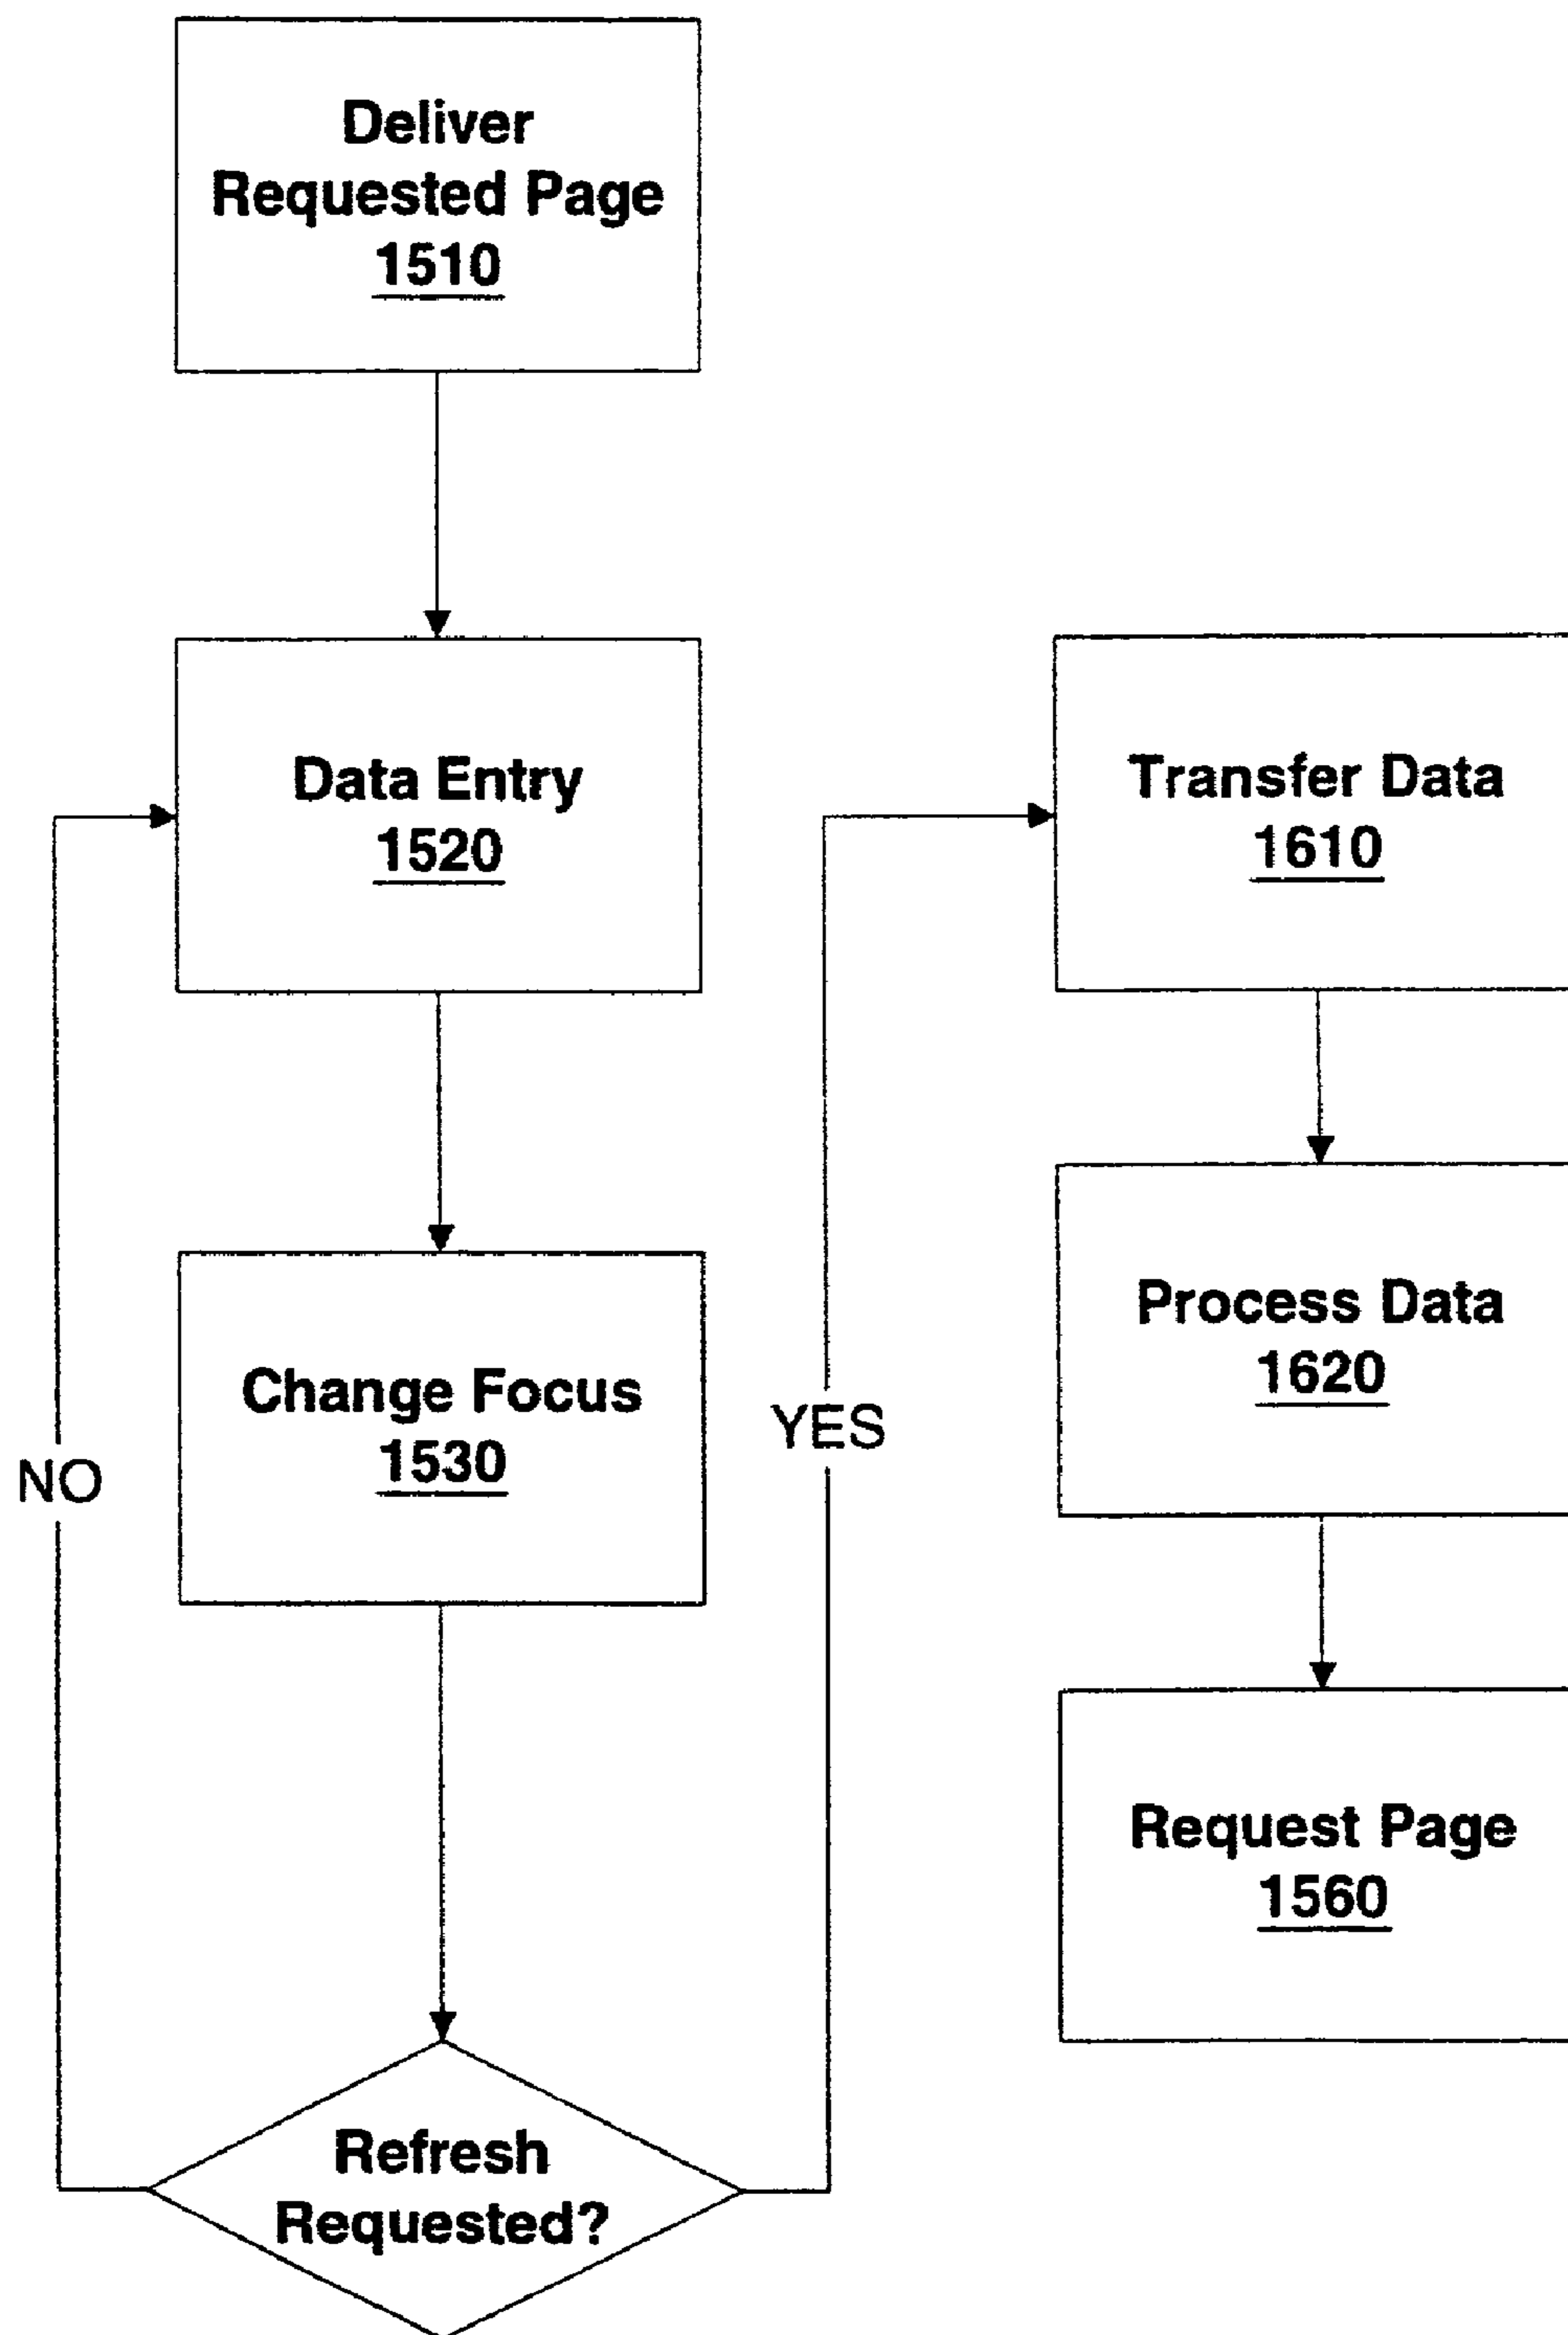 Deliver
Requested Page
1510
Data Entry
1520
Change Focus
1530
NO
YES
Refresh
Requested?
Transfer Data
1610
Process Data
1620
Request Page
1560